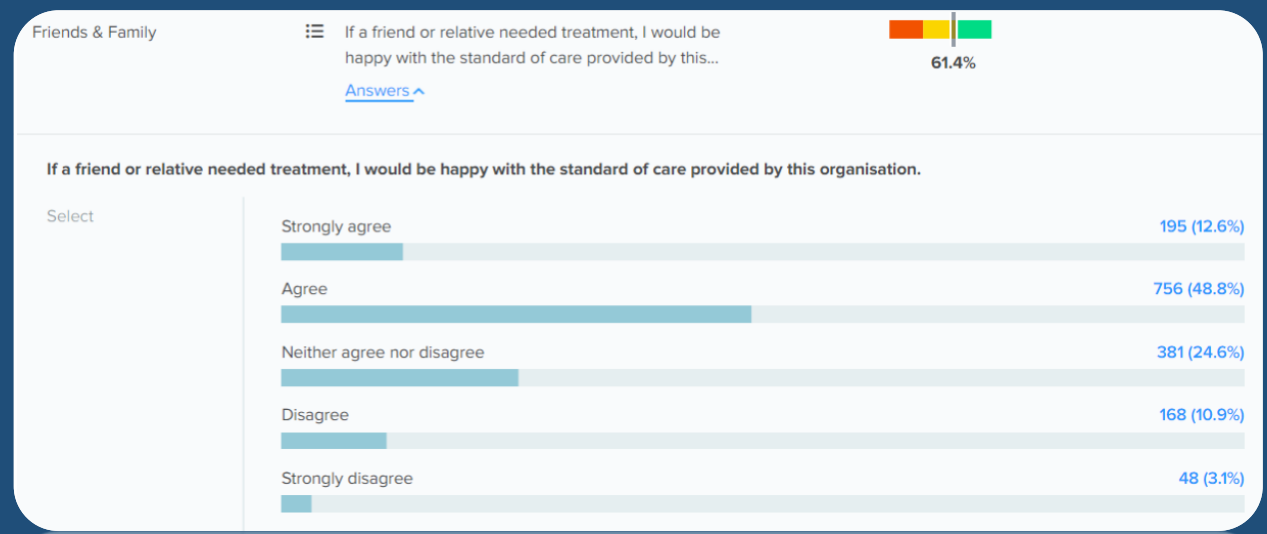 Friends & Family
If a friend or relative needed treatment, I would be
happy with the standard of care provided by this...
61.4%
Answers
If a friend or relative needed treatment, I would be happy with the standard of care provided by this organisation.
Select
Strongly agree 195 (12.6%)
Agree 756 (48.8%)
Neither agree nor disagree 381 (24.6%)
Disagree 168 (10.9%)
Strongly disagree 48 (3.1%)